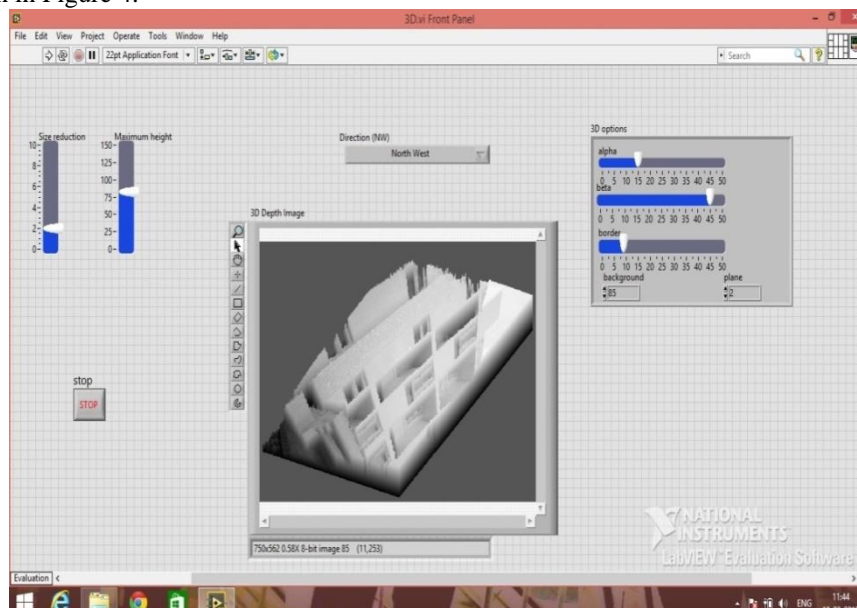 in Figure 4.
3D.vi Front Panel
File Edit View Project Operate Tools Window Help
22pt Application Font
Search
Size reduction
10-
8-
6-
4-
2-
0-
Maximum height
150-
125-
100-
75-
50-
25-
0-
Direction (NW)
North West
3D options
alpha
0 5 10 15 20 25 30 35 40 45 50
beta
0 5 10 15 20 25 30 35 40 45 50
border
0 5 10 15 20 25 30 35 40 45 50
background
85
plane
2
3D Depth Image
stop
STOP
750x562 0.58X 8-bit image 85 (11,253)
NATIONAL
INSTRUMENTS
LabVIEW Evaluation Software
Evaluation
ENG
11:44